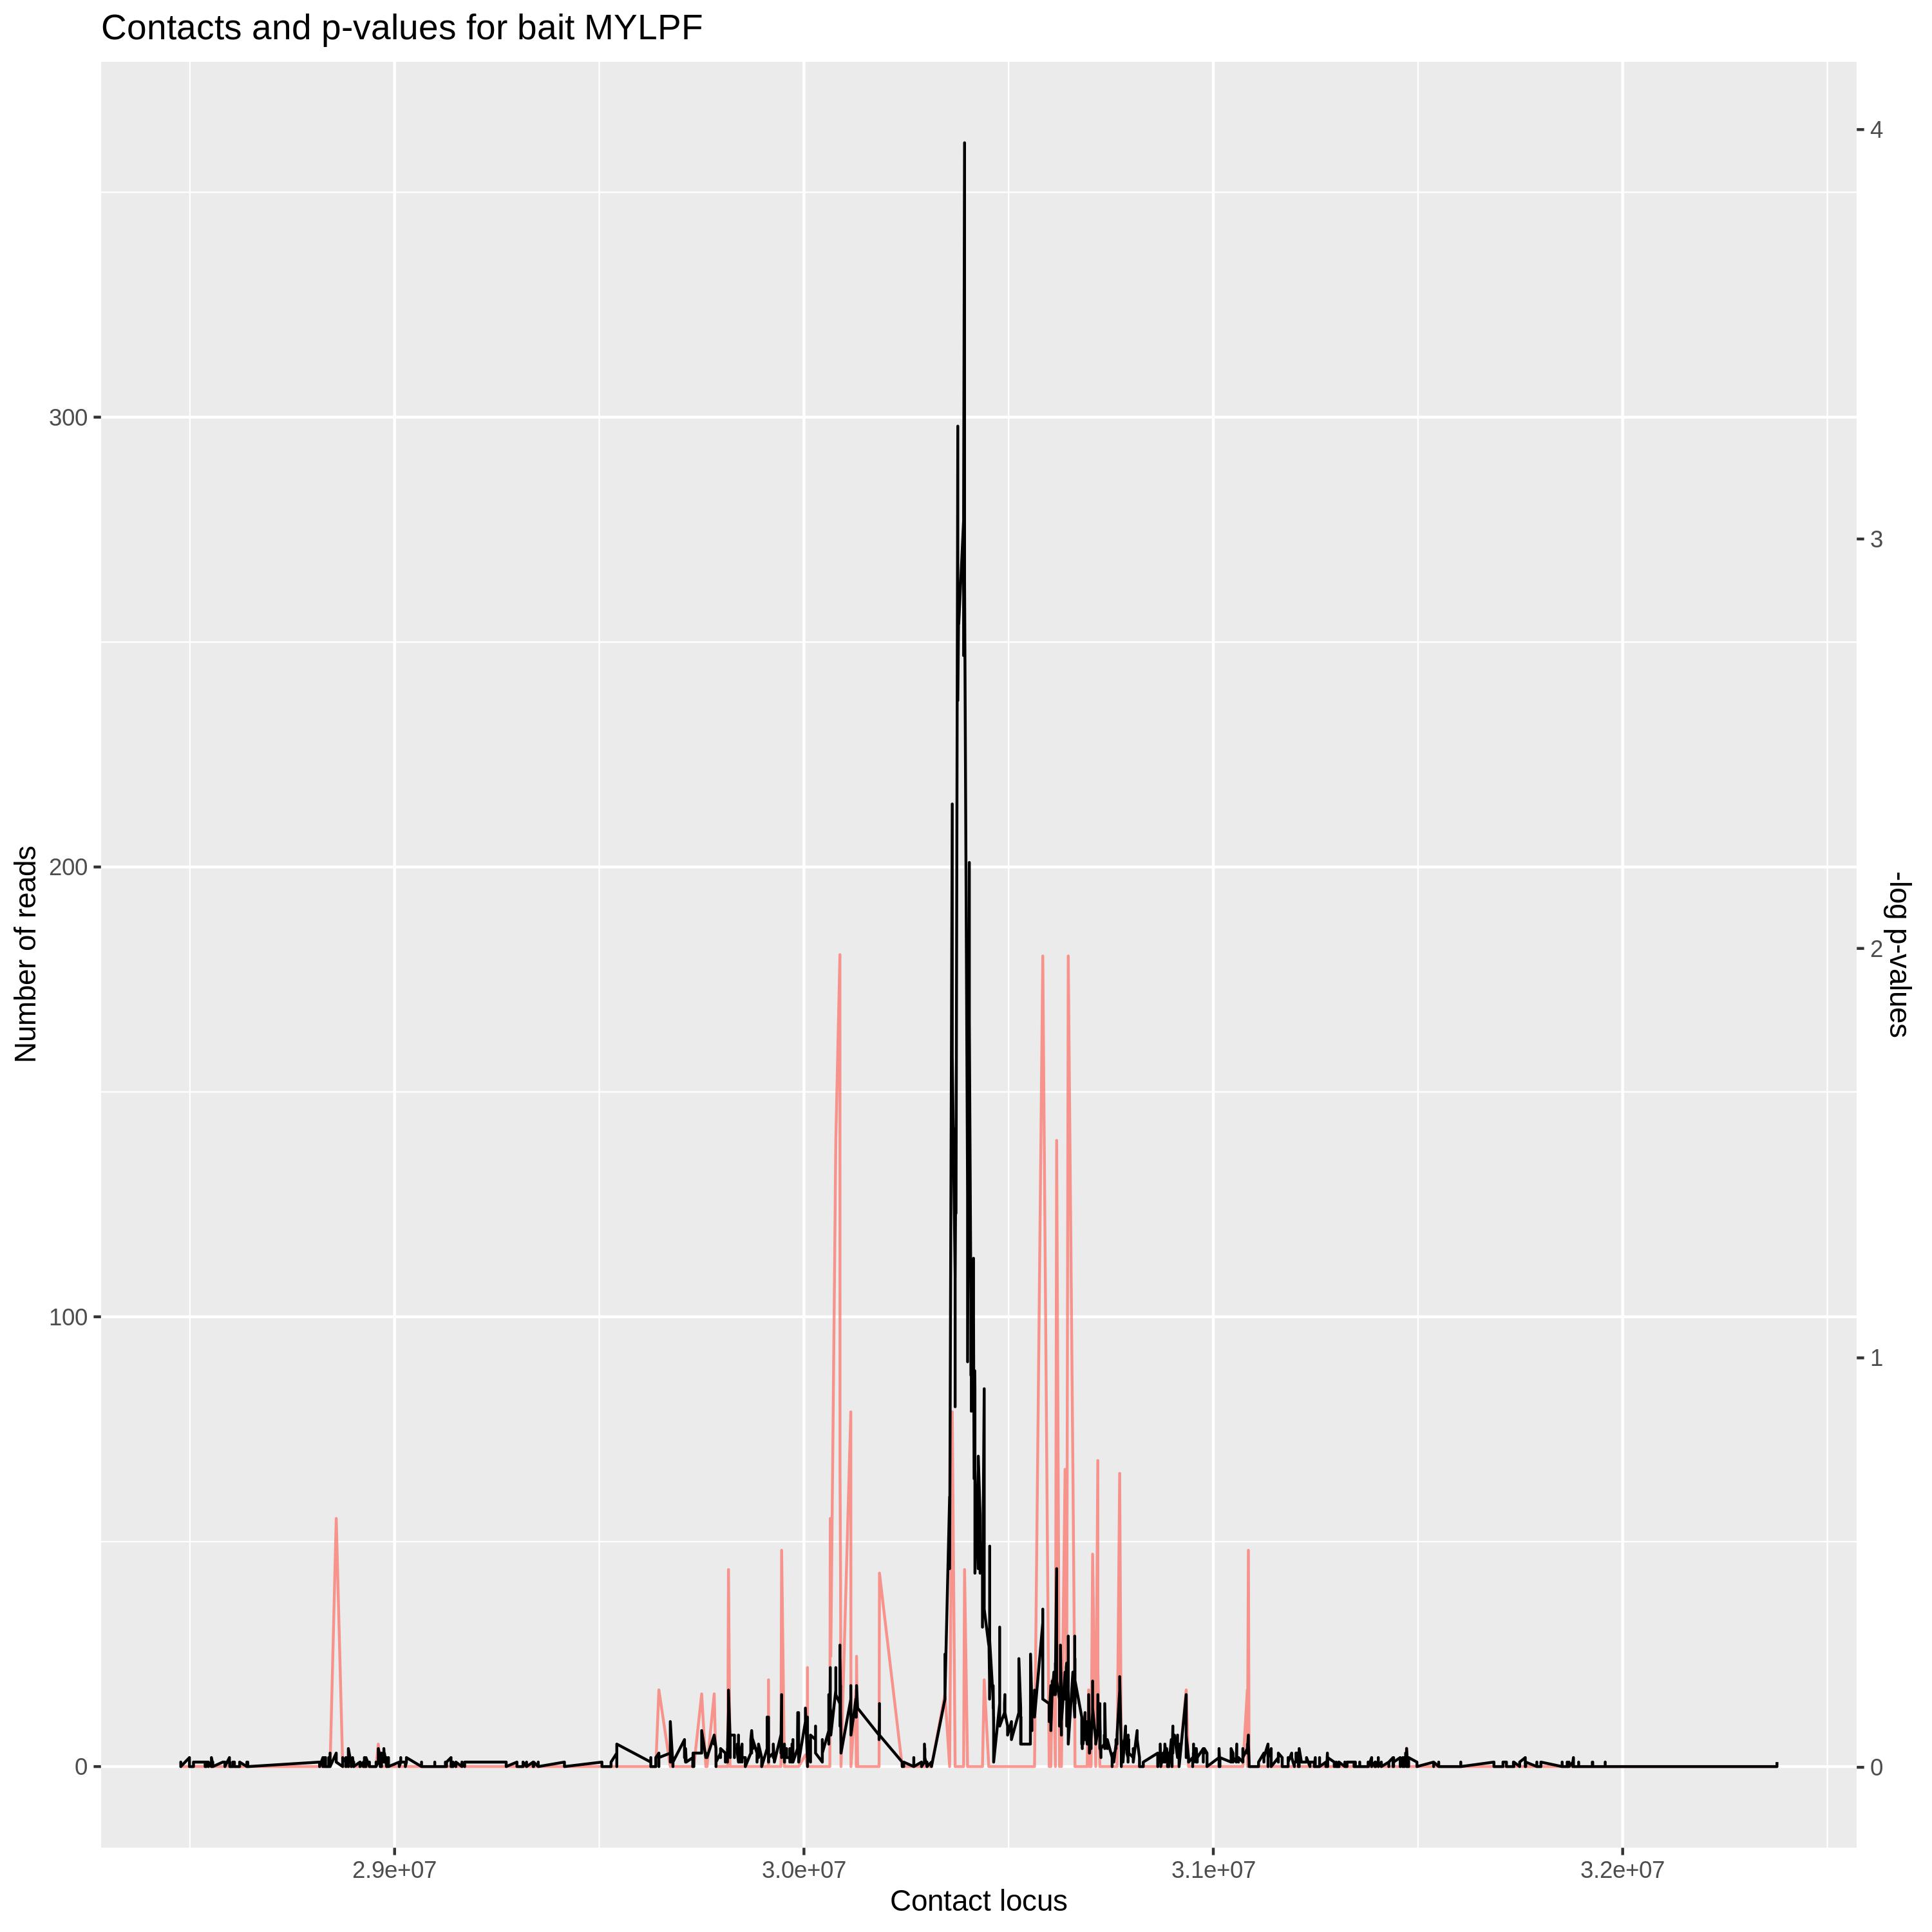 Contacts and p-values for bait MYLPF
Number of reads
300
200
100
0
4
3
2
1
0
-log p-values
2.9e+07
3.0e+07
3.1e+07
3.2e+07
Contact locus